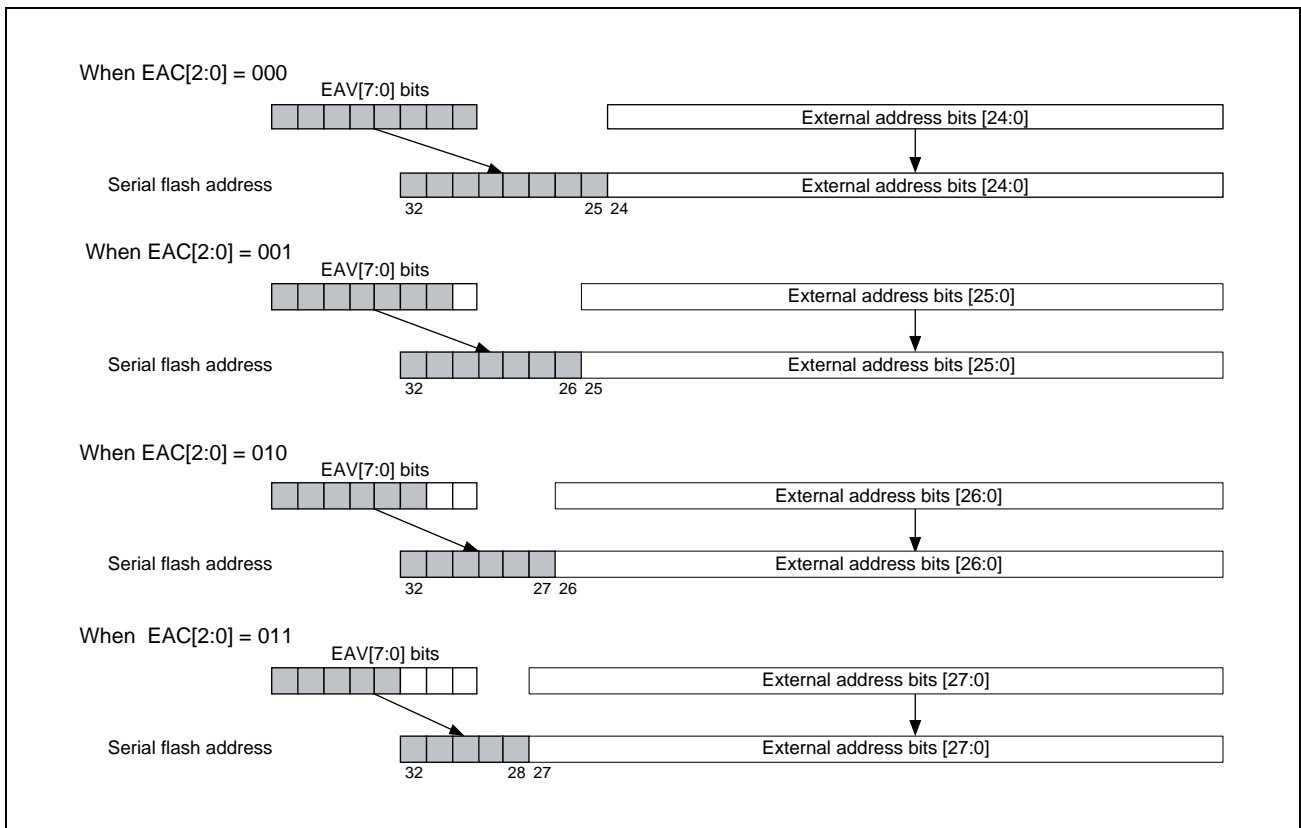 When EAC[2:0] = 000
EAV[7:0] bits
External address bits [24:0]
Serial flash address
External address bits [24:0]
32
25 24
When EAC[2:0] = 001
EAV[7:0] bits
External address bits [25:0]
Serial flash address
External address bits [25:0]
32
26 25
When EAC[2:0] = 010
EAV[7:0] bits
External address bits [26:0]
Serial flash address
External address bits [26:0]
32
27 26
When EAC[2:0] = 011
EAV[7:0] bits
External address bits [27:0]
Serial flash address
External address bits [27:0]
32
28 27